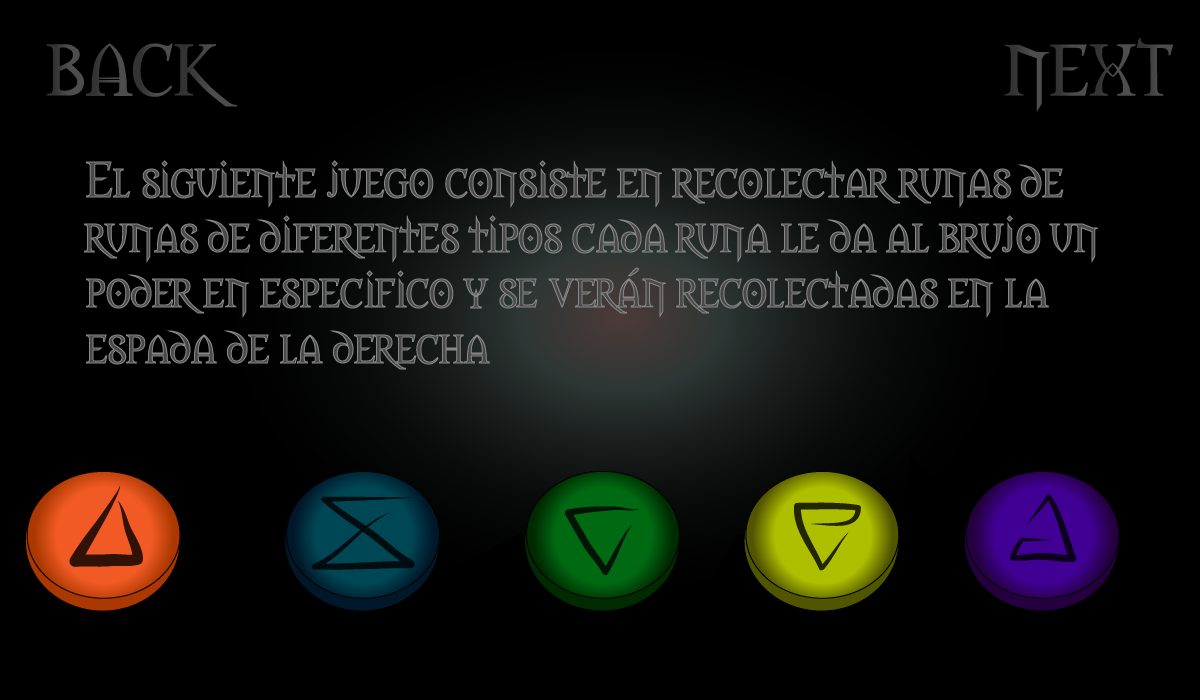 BACK
NEXT
El siguiente juego consiste en recolectar runas de
runas de diferentes tipos cada runa le da al brujo un
poder en especifico y se verán recolectadas en la
espada de la derecha